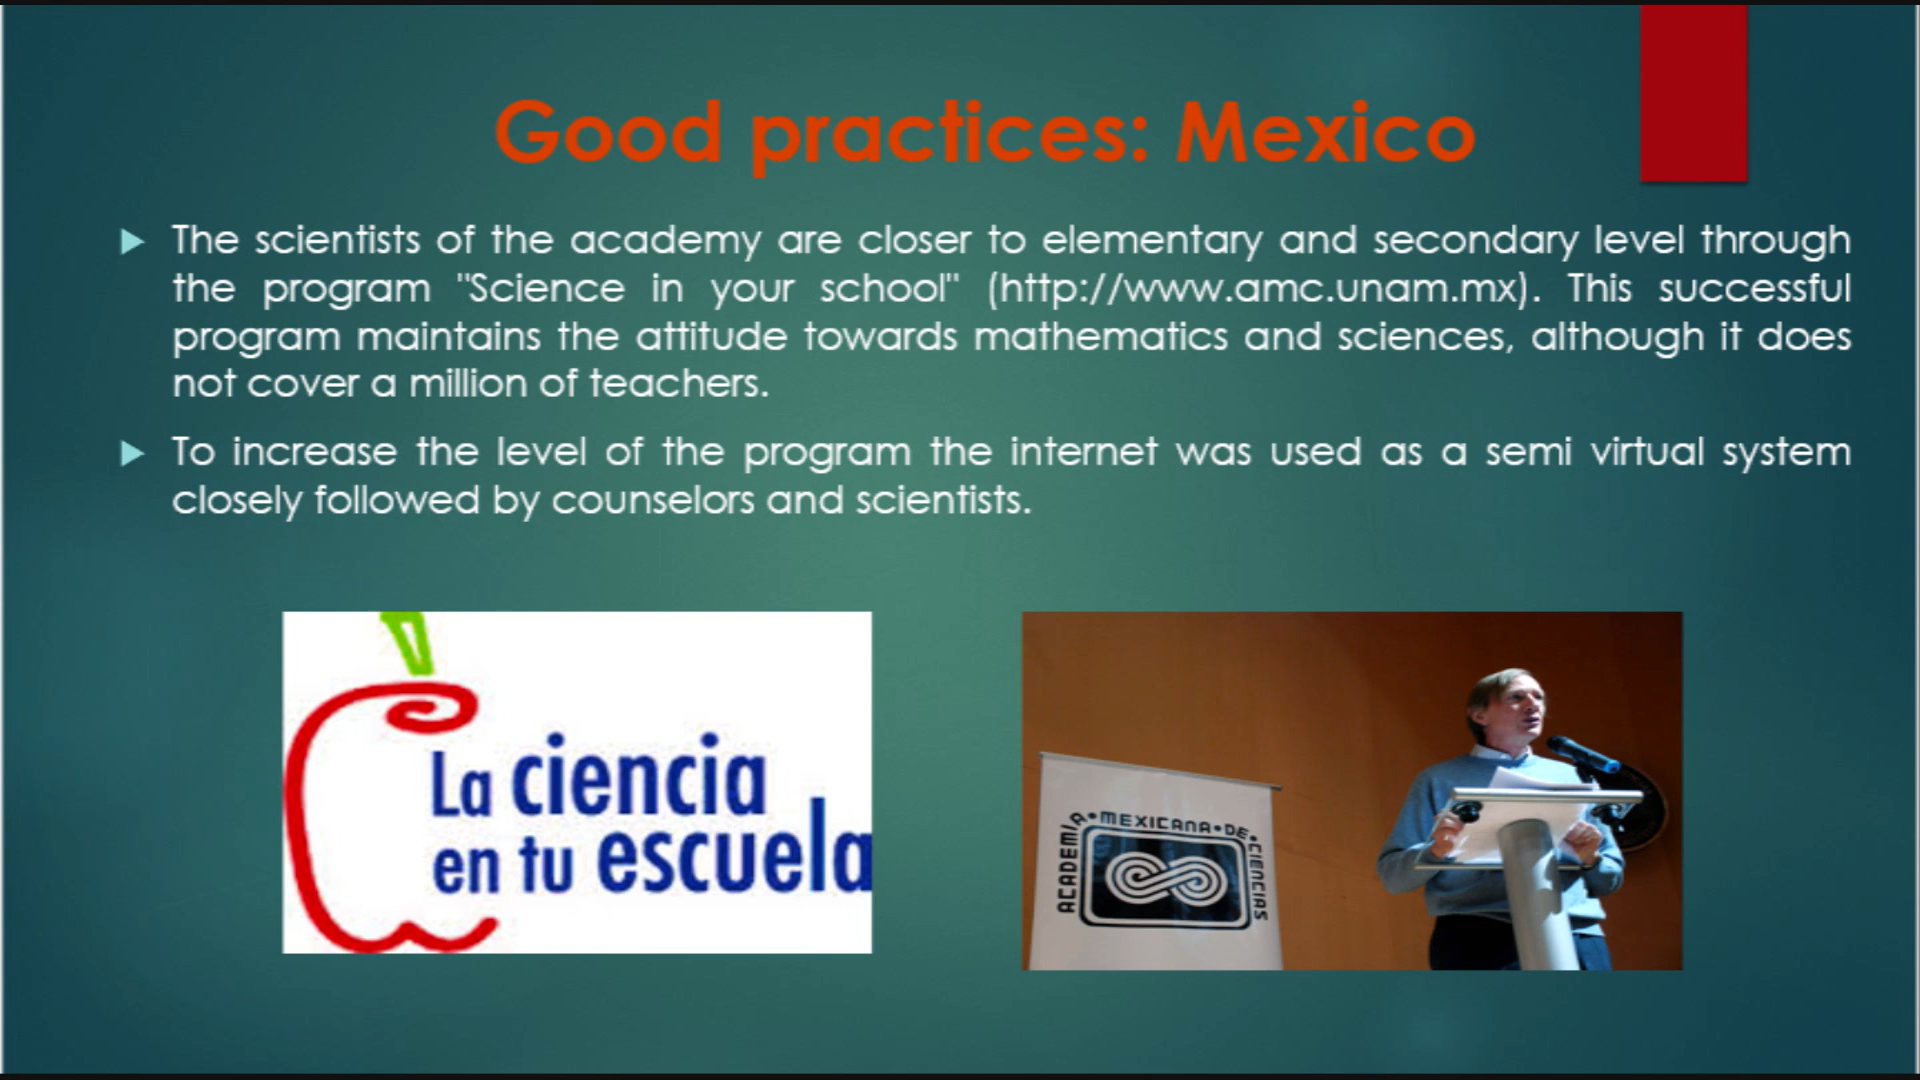 Good practices: Mexico
The scientists of the academy are closer to elementary and secondary level through
the program "Science in your school" (http://www.amc.unam.mx). This successful
program maintains the attitude towards mathematics and sciences, although it does
not cover a million of teachers.
To increase the level of the program the internet was used as a semi virtual system
closely followed by counselors and scientists.
La ciencia
en tu escuela
ACADEMIA•MEXICANA•DE•CIENCIAS